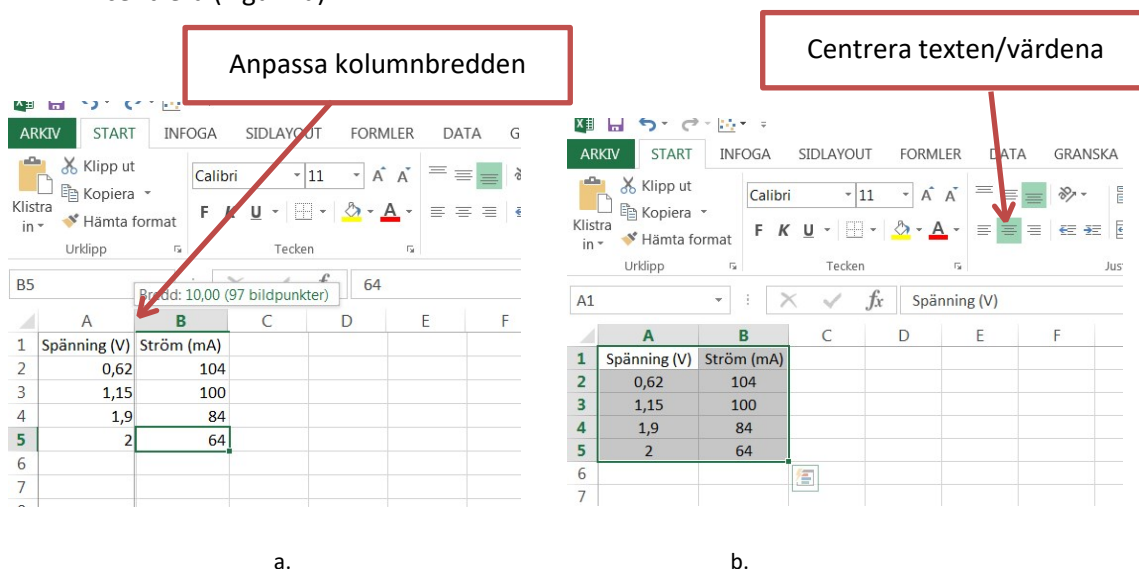 Anpassa kolumnbredden
Centrera texten/värdena
ARKIV START INFOGA SIDLAYOUT FORMLER DATA G
Klipp ut
Kopiera
Hämta format
Klistra
in
Calibri 11 A A
F K U A
Urklipp Tecken
B5 64
Bredd: 10,00 (97 bildpunkter)
A B C D E F
1 Spänning (V) Ström (mA)
2 0,62 104
3 1,15 100
4 1,9 84
5 2 64
6
7
a.
ARKIV START INFOGA SIDLAYOUT FORMLER DATA GRANSKA
Klipp ut
Kopiera
Hämta format
Klistra
in
Calibri 11 A A
F K U A
Urklipp Tecken Jus
A1 fx Spänning (V)
A B C D E F
1 Spänning (V) Ström (mA)
2 0,62 104
3 1,15 100
4 1,9 84
5 2 64
6
7
b.